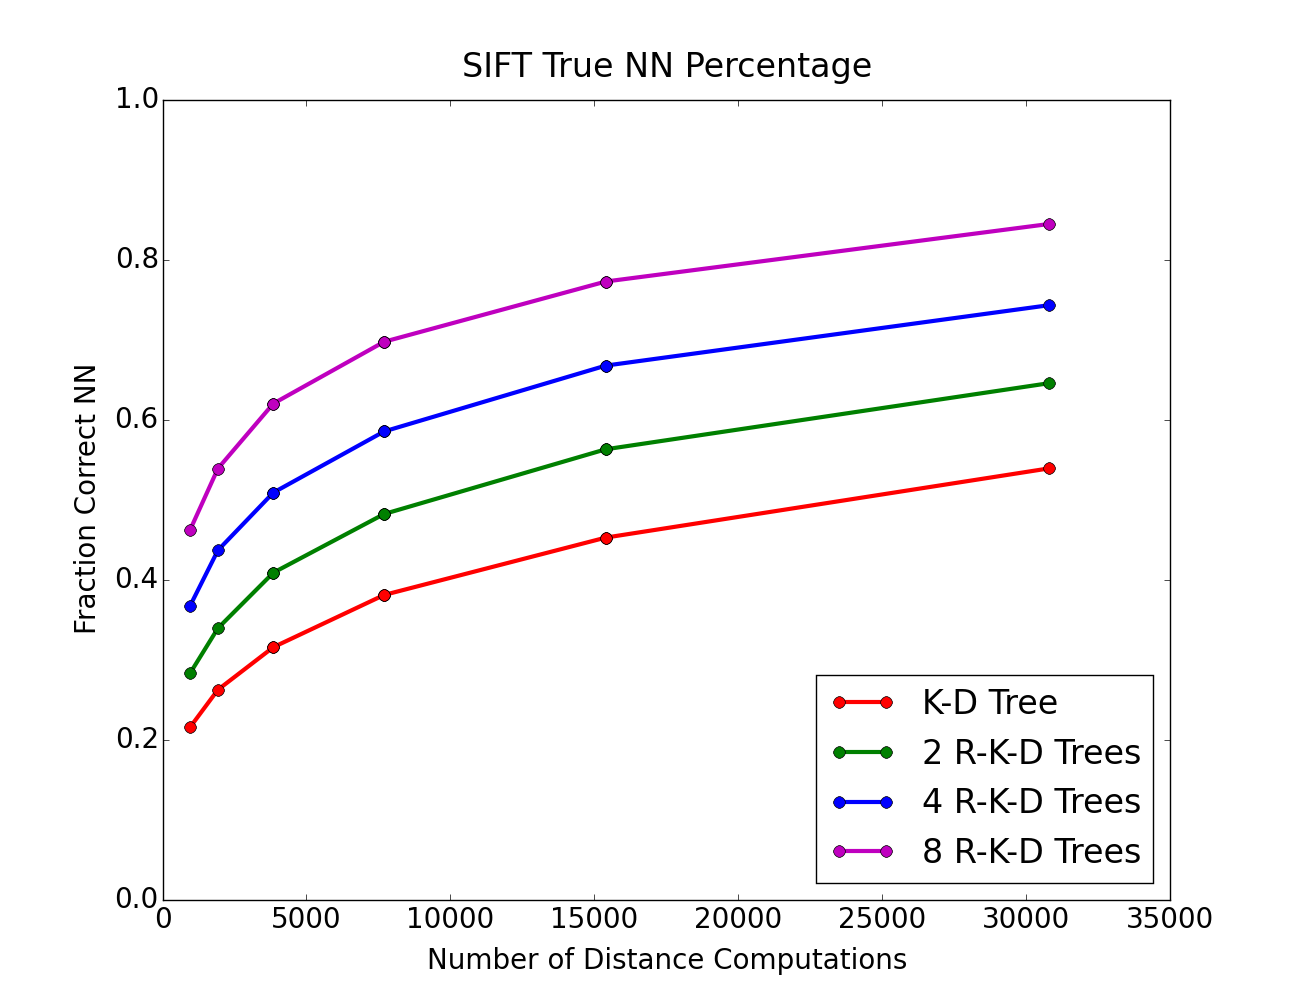 SIFT True NN Percentage
1.0
0.8
0.6
0.4
0.2
0.0
Fraction Correct NN
K-D Tree
2 R-K-D Trees
4 R-K-D Trees
8 R-K-D Trees
0 5000 10000 15000 20000 25000 30000 35000
Number of Distance Computations